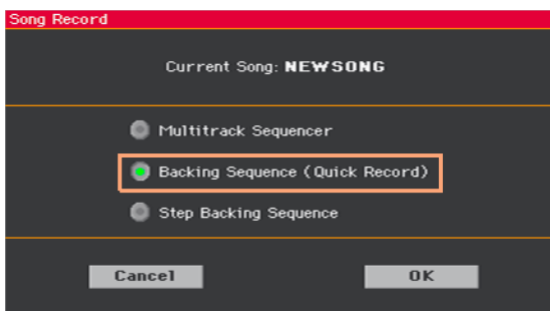 Song Record
Current Song: NEWSONG
Multitrack Sequencer
Backing Sequence (Quick Record)
Step Backing Sequence
Cancel OK